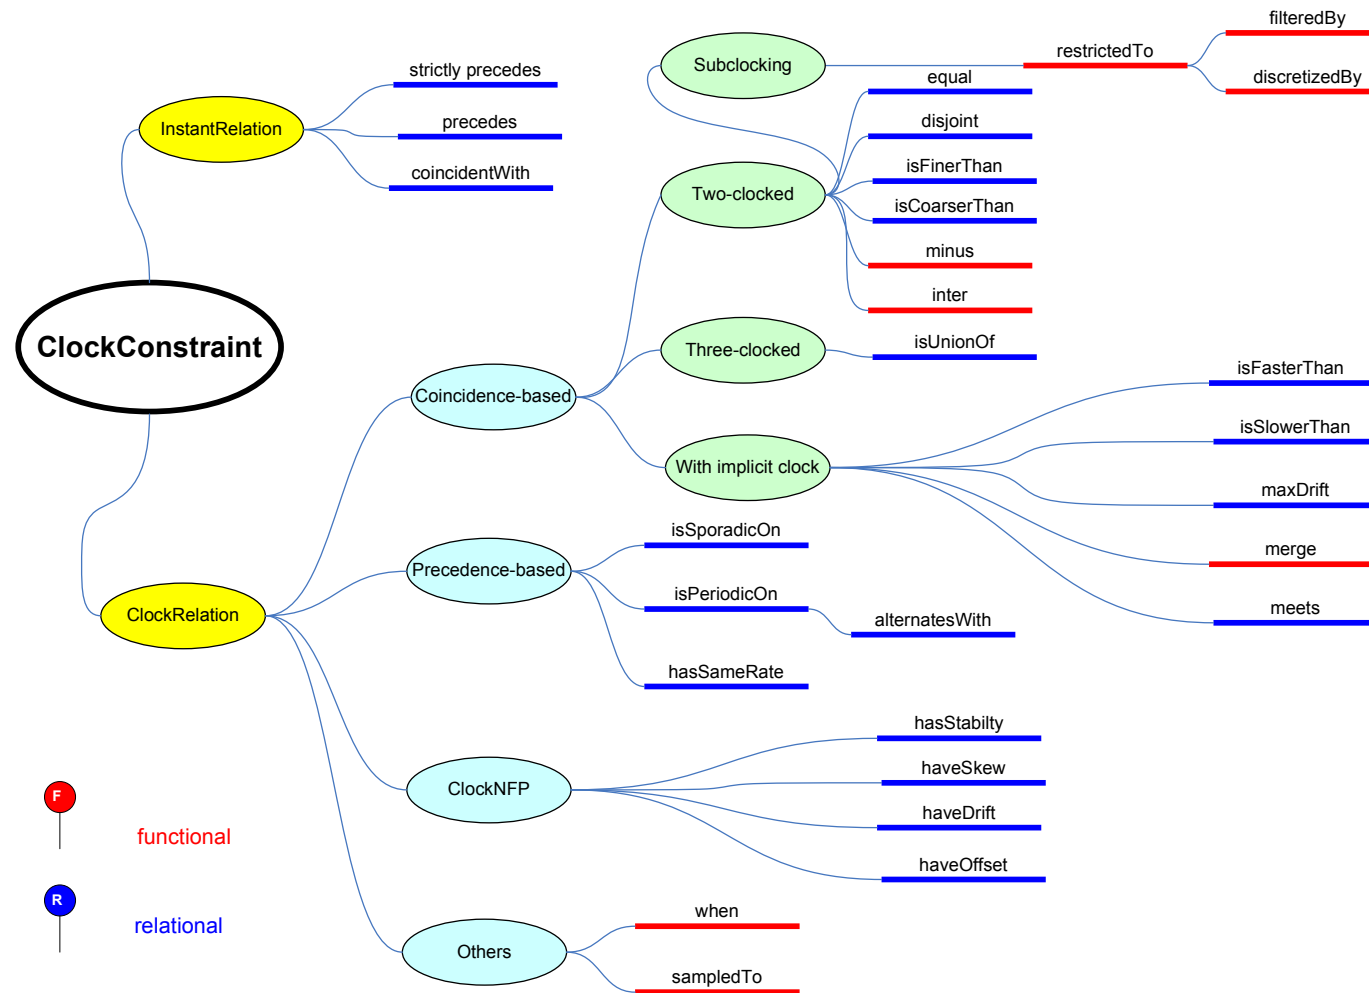 filteredBy
restrictedTo
discretizedBy
Subclocking
strictly precedes
InstantRelation
precedes
coincidentWith
equal
disjoint
isFinerThan
Two-clocked
isCoarserThan
minus
inter
ClockConstraint
Three-clocked
isUnionOf
Coincidence-based
With implicit clock
isFasterThan
isSlowerThan
maxDrift
merge
meets
isSporadicOn
Precedence-based
isPeriodicOn
alternatesWith
hasSameRate
ClockRelation
hasStabilty
haveSkew
ClockNFP
haveDrift
haveOffset
when
Others
sampledTo
F
functional
R
relational